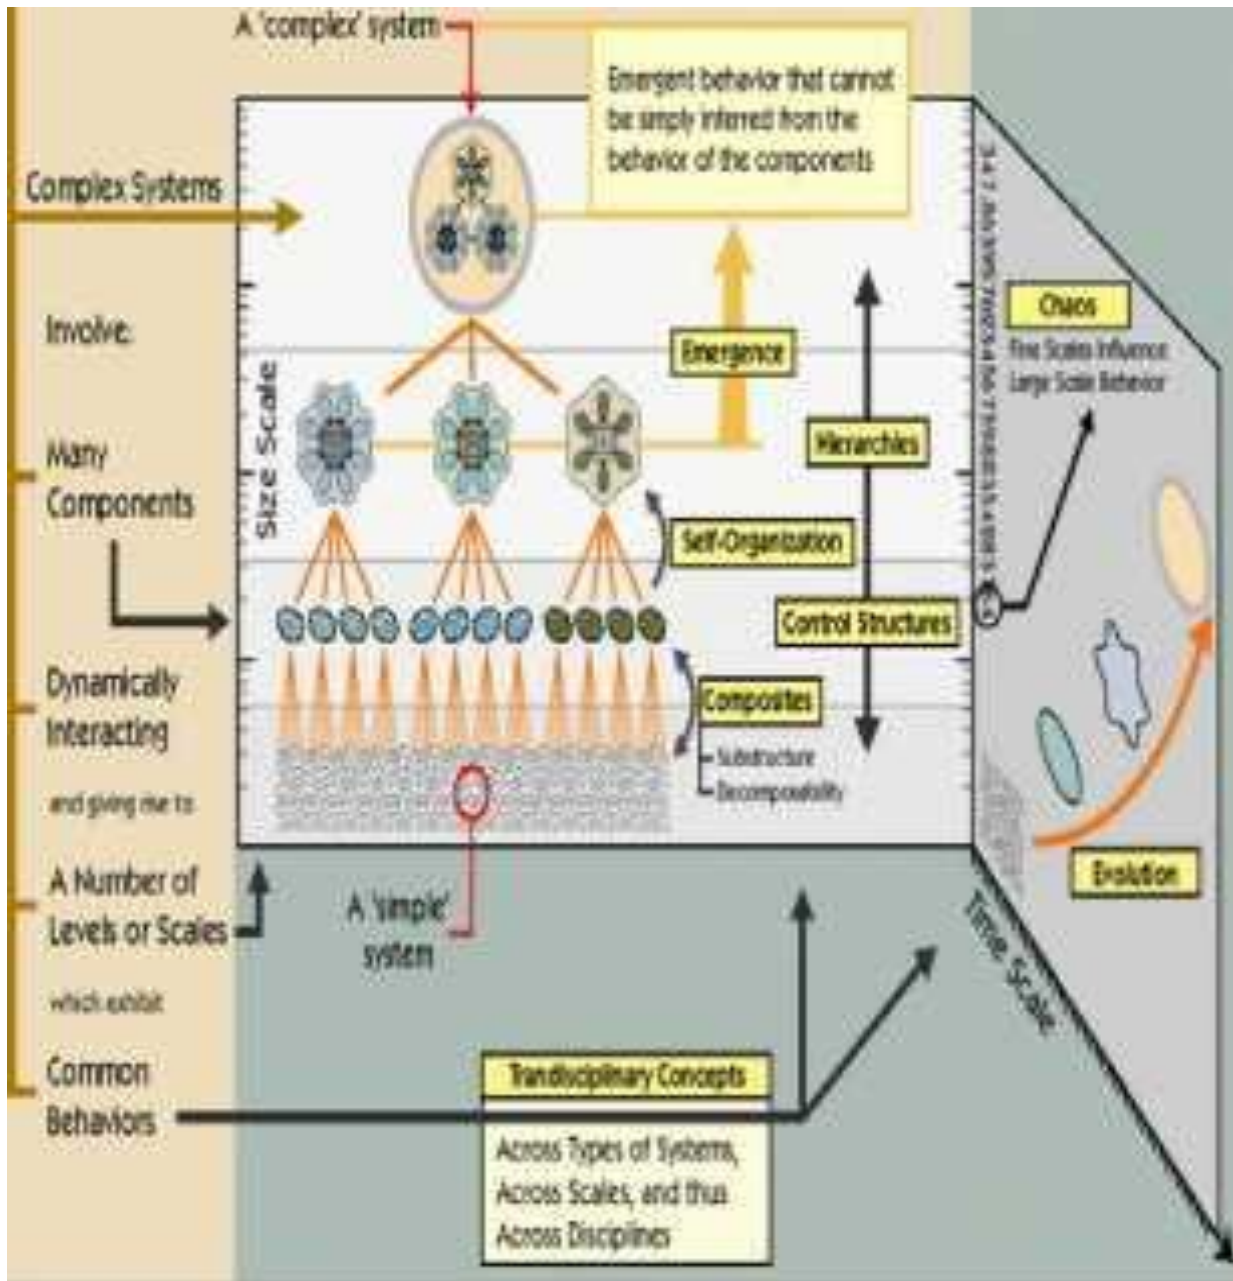 A 'complex' system
Emergent behavior that cannot
be simply inferred from the
behavior of the components
Complex Systems
Involve:
Many
Components
Dynamically
Interacting
and giving rise to
A Number of
Levels or Scales
which exhibit
Common
Behaviors
Size Scale
Emergence
Hierarchies
Self-Organization
Control Structures
Composites
Substructure
Decomposability
A 'simple'
system
Chaos
Fine Scales Influence
Large Scale Behavior
Evolution
Time Scale
Trandisciplinary Concepts
Across Types of Systems,
Across Scales, and thus
Across Disciplines